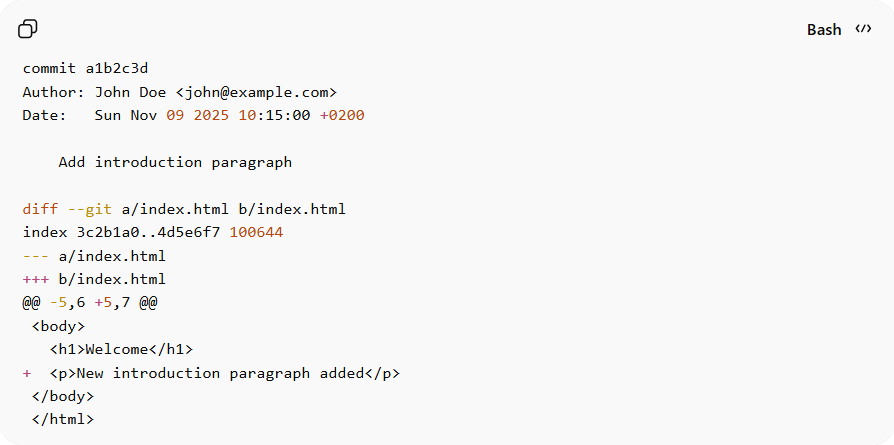 Bash
commit a1b2c3d
Author: John Doe <john@example.com>
Date:   Sun Nov 09 2025 10:15:00 +0200

    Add introduction paragraph

diff --git a/index.html b/index.html
index 3c2b1a0..4d5e6f7 100644
--- a/index.html
+++ b/index.html
@@ -5,6 +5,7 @@
 <body>
   <h1>Welcome</h1>
+  <p>New introduction paragraph added</p>
 </body>
 </html>